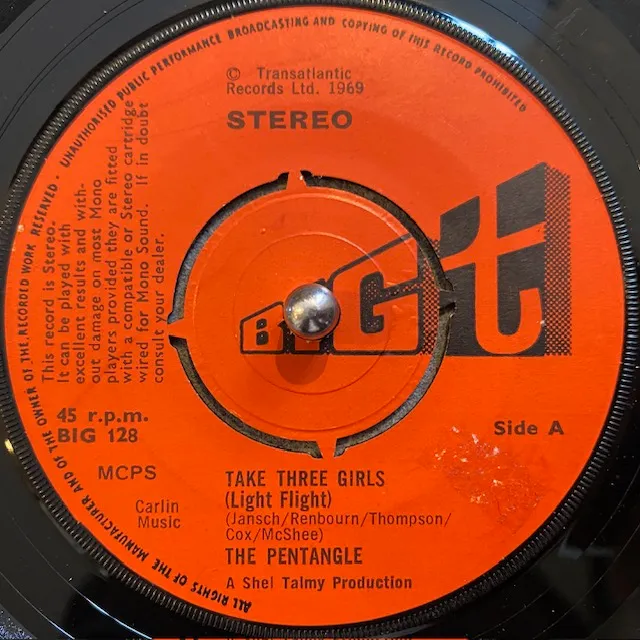 UNAUTHORISED PUBLIC PERFORMANCE BROADCASTING AND COPYING OF THIS RECORD PROHIBITED
ALL RIGHTS OF THE MANUFACTURER AND OF THE OWNER OF THE RECORDED WORK RESERVED •
© Transatlantic
Records Ltd. 1969
STEREO
This record is Stereo-
It can be played with
excellent results and with-
out damage on most Mono
players provided they are fitted
with a compatible or Stereo cartridge
wired for Mono Sound. If in doubt
consult your dealer.
BIG t
45 r.p.m.
BIG 128
Side A
MCPS
Carlin
Music
TAKE THREE GIRLS
(Light Flight)
(Jansch/Renbourn/Thompson/
Cox/McShee)
THE PENTANGLE
A Shel Talmy Production